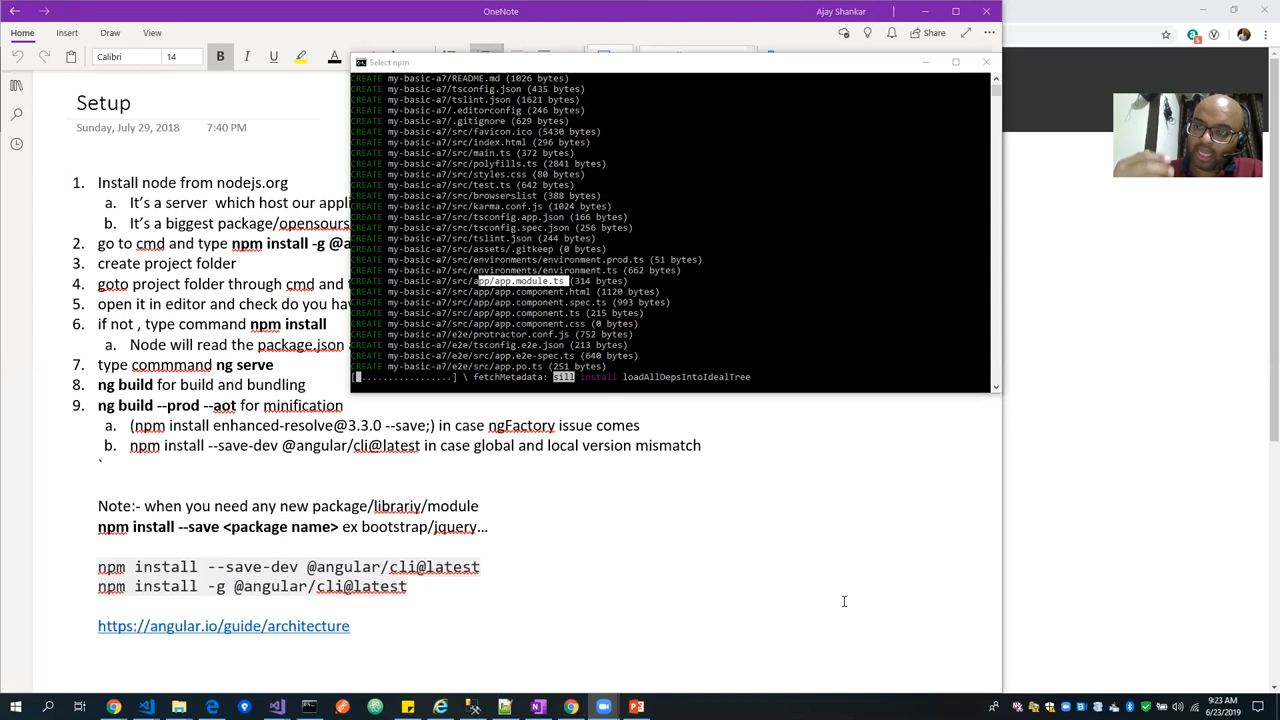 OneNote
Ajay Shankar
Home Insert Draw View
Share
Calibri 14 B I U A
Setup
Sunday, July 29, 2018 7:40 PM
1. Install node from nodejs.org
a. It's a server which host our appli
b. It's a biggest package/opensours
2. go to cmd and type npm install -g @a
3. create project folder
4. goto project folder through cmd and t
5. open it in editor and check do you hav
6. if not , type command npm install
a. Node will read the package.json
7. type commmand ng serve
8. ng build for build and bundling
9. ng build --prod --aot for minification
a. (npm install enhanced-resolve@3.3.0 --save;) in case ngFactory issue comes
b. npm install --save-dev @angular/cli@latest in case global and local version mismatch
`
Note:- when you need any new package/librariy/module
npm install --save <package name> ex bootstrap/jquery...
npm install --save-dev @angular/cli@latest
npm install -g @angular/cli@latest
https://angular.io/guide/architecture
Select npm
CREATE my-basic-a7/README.md (1026 bytes)
CREATE my-basic-a7/tsconfig.json (435 bytes)
CREATE my-basic-a7/tslint.json (1621 bytes)
CREATE my-basic-a7/.editorconfig (246 bytes)
CREATE my-basic-a7/.gitignore (629 bytes)
CREATE my-basic-a7/src/favicon.ico (5430 bytes)
CREATE my-basic-a7/src/index.html (296 bytes)
CREATE my-basic-a7/src/main.ts (372 bytes)
CREATE my-basic-a7/src/polyfills.ts (2841 bytes)
CREATE my-basic-a7/src/styles.css (80 bytes)
CREATE my-basic-a7/src/test.ts (642 bytes)
CREATE my-basic-a7/src/browserslist (388 bytes)
CREATE my-basic-a7/src/karma.conf.js (1024 bytes)
CREATE my-basic-a7/src/tsconfig.app.json (166 bytes)
CREATE my-basic-a7/src/tsconfig.spec.json (256 bytes)
CREATE my-basic-a7/src/tslint.json (244 bytes)
CREATE my-basic-a7/src/assets/.gitkeep (0 bytes)
CREATE my-basic-a7/src/environments/environment.prod.ts (51 bytes)
CREATE my-basic-a7/src/environments/environment.ts (662 bytes)
CREATE my-basic-a7/src/app/app.module.ts (314 bytes)
CREATE my-basic-a7/src/app/app.component.html (1120 bytes)
CREATE my-basic-a7/src/app/app.component.spec.ts (993 bytes)
CREATE my-basic-a7/src/app/app.component.ts (215 bytes)
CREATE my-basic-a7/src/app/app.component.css (0 bytes)
CREATE my-basic-a7/e2e/protractor.conf.js (752 bytes)
CREATE my-basic-a7/e2e/tsconfig.e2e.json (213 bytes)
CREATE my-basic-a7/e2e/src/app.e2e-spec.ts (640 bytes)
CREATE my-basic-a7/e2e/src/app.po.ts (251 bytes)
[ .................] \ fetchMetadata: sill install loadAllDepsIntoIdealTree
9:23 AM
6/23/2019